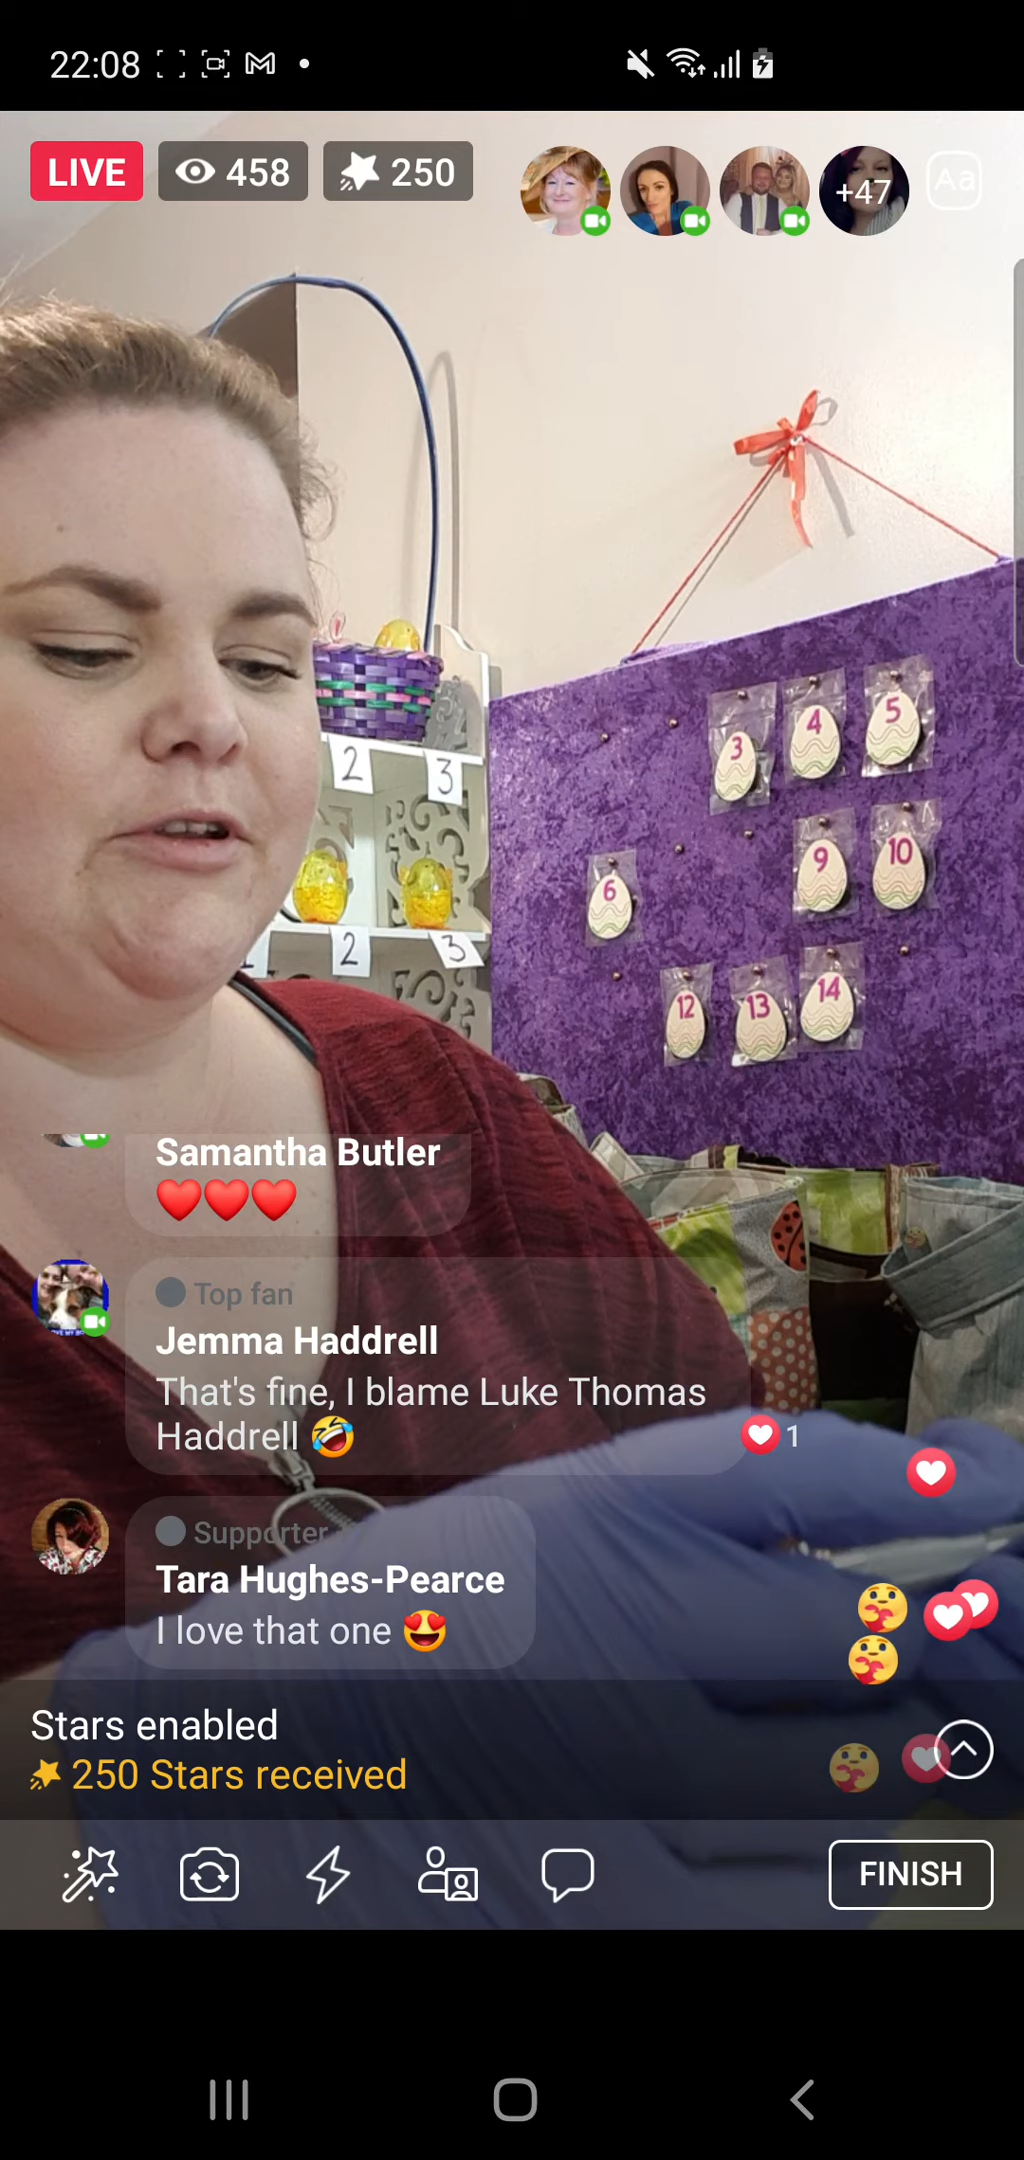 22:08
LIVE 458 250
+47 Aa
5
4
3
2
3
10
9
6
2
3
14
13
12
Samantha Butler
Top fan
Jemma Haddrell
That's fine, I blame Luke Thomas
Haddrell
1
Supporter
Tara Hughes-Pearce
I love that one
Stars enabled
250 Stars received
FINISH